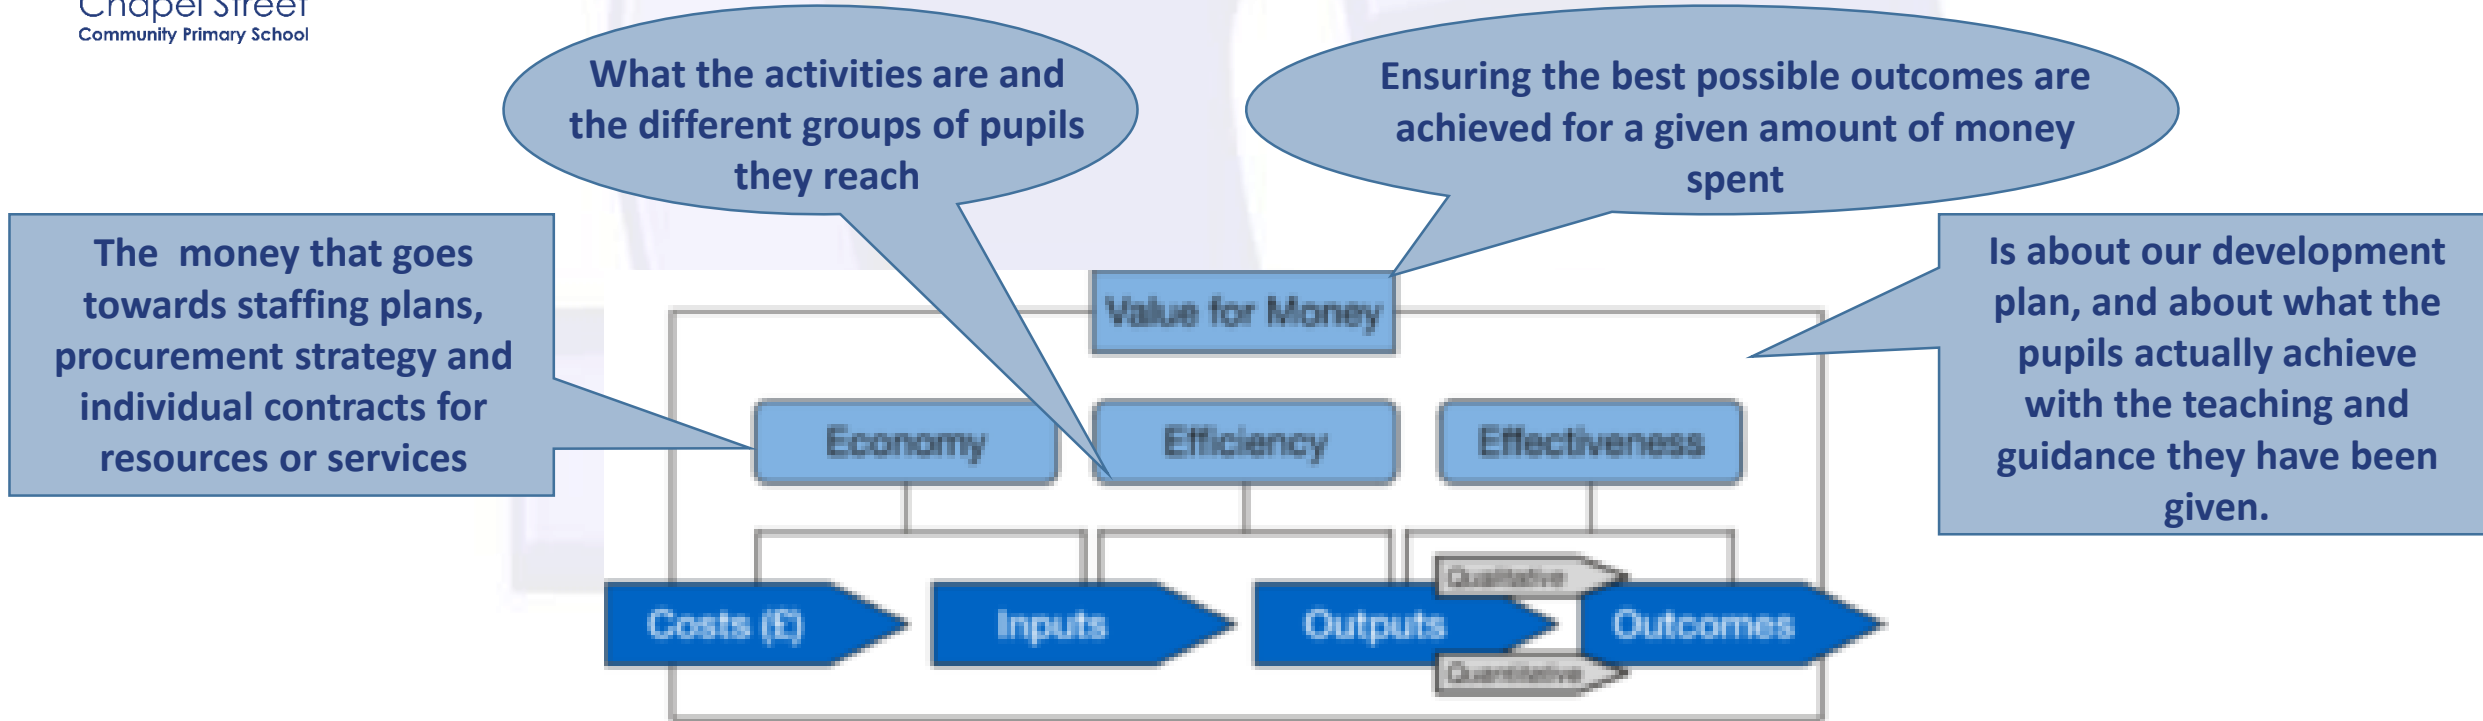 Chapel Street
Community Primary School
What the activities are and
the different groups of pupils
they reach
Ensuring the best possible outcomes are
achieved for a given amount of money
spent
The money that goes
towards staffing plans,
procurement strategy and
individual contracts for
resources or services
Is about our development
plan, and about what the
pupils actually achieve
with the teaching and
guidance they have been
given.
Value for Money
Economy
Efficiency
Effectiveness
Qualitative
Costs (£)
Inputs
Outputs
Outcomes
Quantitative